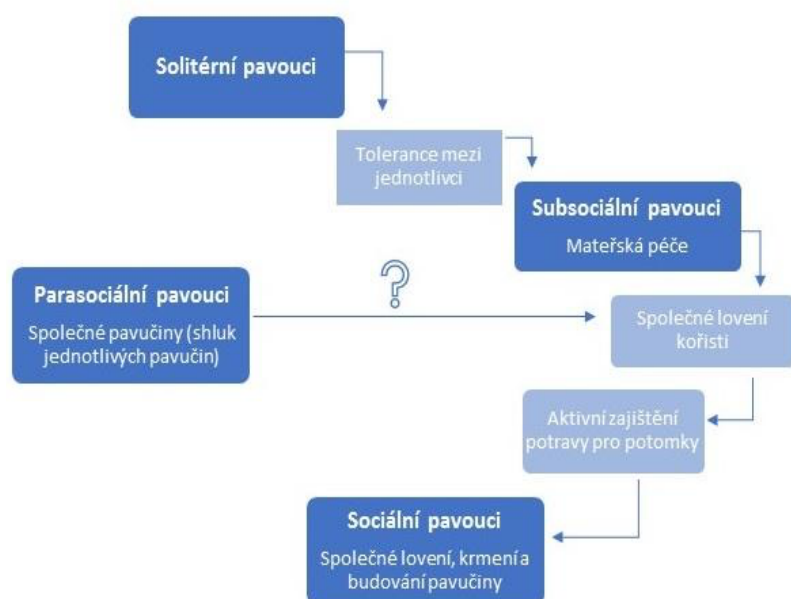 Solitérní pavouci
Tolerance mezi
jednotlivci
Subsociální pavouci
Mateřská péče
?
Parasociální pavouci
Společné pavučiny (shluk
jednotlivých pavučin)
Společné lovení
kořisti
Aktivní zajištění
potravy pro potomky
Sociální pavouci
Společné lovení, krmení a
budování pavučiny